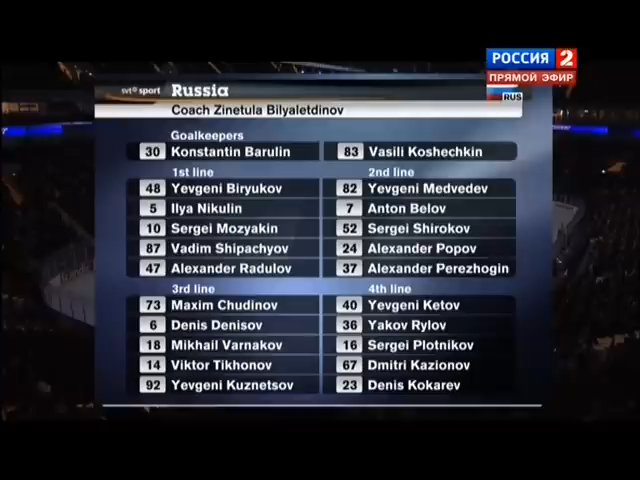 РОССИЯ 2
ПРЯМОЙ ЭФИР
svt sport Russia
RUS
Coach Zinetula Bilyaletdinov
Goalkeepers
30 Konstantin Barulin 83 Vasili Koshechkin
1st line 2nd line
48 Yevgeni Biryukov 82 Yevgeni Medvedev
5 Ilya Nikulin 7 Anton Belov
10 Sergei Mozyakin 52 Sergei Shirokov
87 Vadim Shipachyov 24 Alexander Popov
47 Alexander Radulov 37 Alexander Perezhogin
3rd line 4th line
73 Maxim Chudinov 40 Yevgeni Ketov
6 Denis Denisov 36 Yakov Rylov
18 Mikhail Varnakov 16 Sergei Plotnikov
14 Viktor Tikhonov 67 Dmitri Kazionov
92 Yevgeni Kuznetsov 23 Denis Kokarev